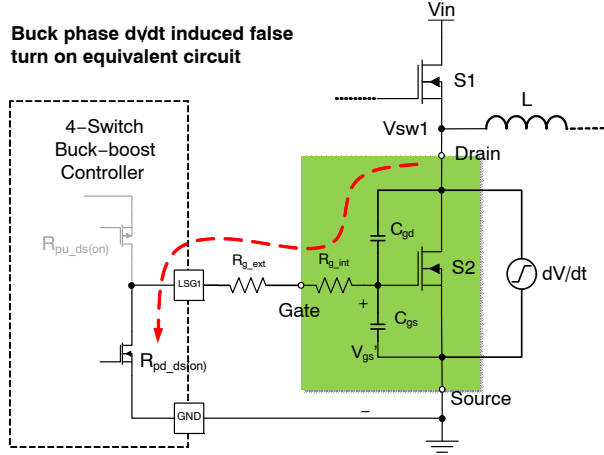 Vin
Buck phase dv/dt induced false
turn on equivalent circuit
S1
L
4−Switch
Buck−boost
Controller
Vsw1
Drain
Rpu_ds(on)
Cgd
Rg_ext
Rg_int
S2
dV/dt
LSG1
Gate
+
Cgs
Vgs'
Rpd_ds(on)
Source
GND
−